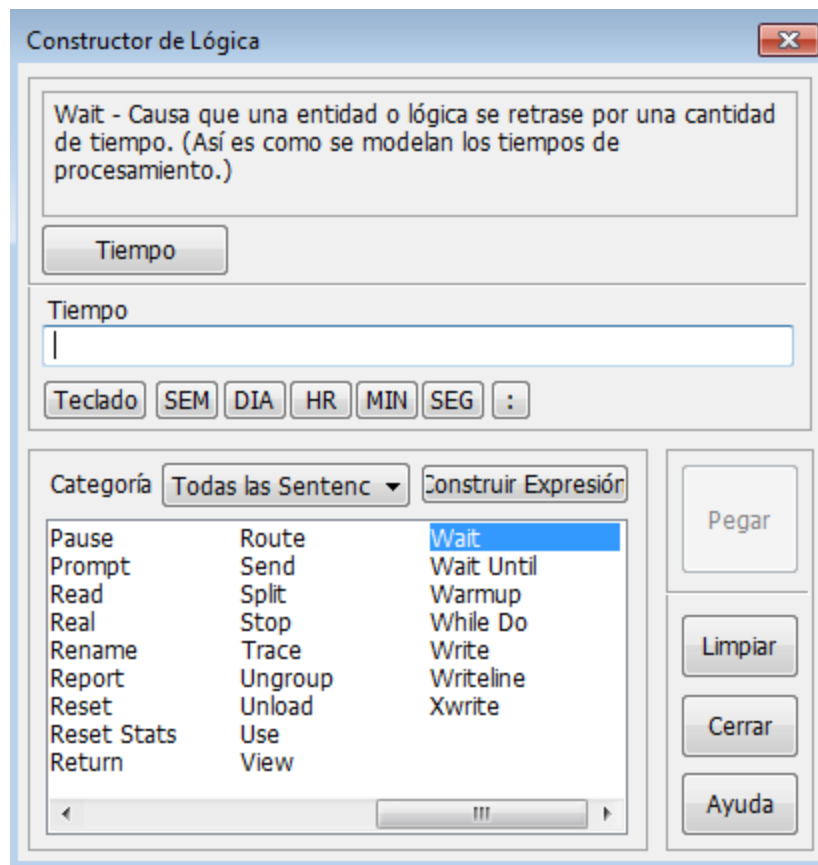 Constructor de Lógica
Wait - Causa que una entidad o lógica se retrase por una cantidad
de tiempo. (Así es como se modelan los tiempos de
procesamiento.)
Tiempo
Tiempo
Teclado SEM DIA HR MIN SEG :
Categoría Todas las Sentenc Construir Expresión
Pegar
Pause Route Wait
Prompt Send Wait Until
Read Split Warmup
Real Stop While Do
Rename Trace Write
Report Ungroup Writeline
Reset Unload Xwrite
Reset Stats Use
Return View
Limpiar
Cerrar
Ayuda